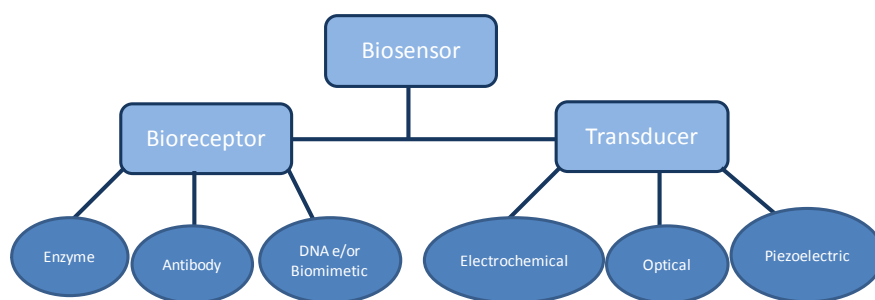 Biosensor
Bioreceptor
Transducer
Enzyme
Antibody
DNA e/or
Biomimetic
Electrochemical
Optical
Piezoelectric